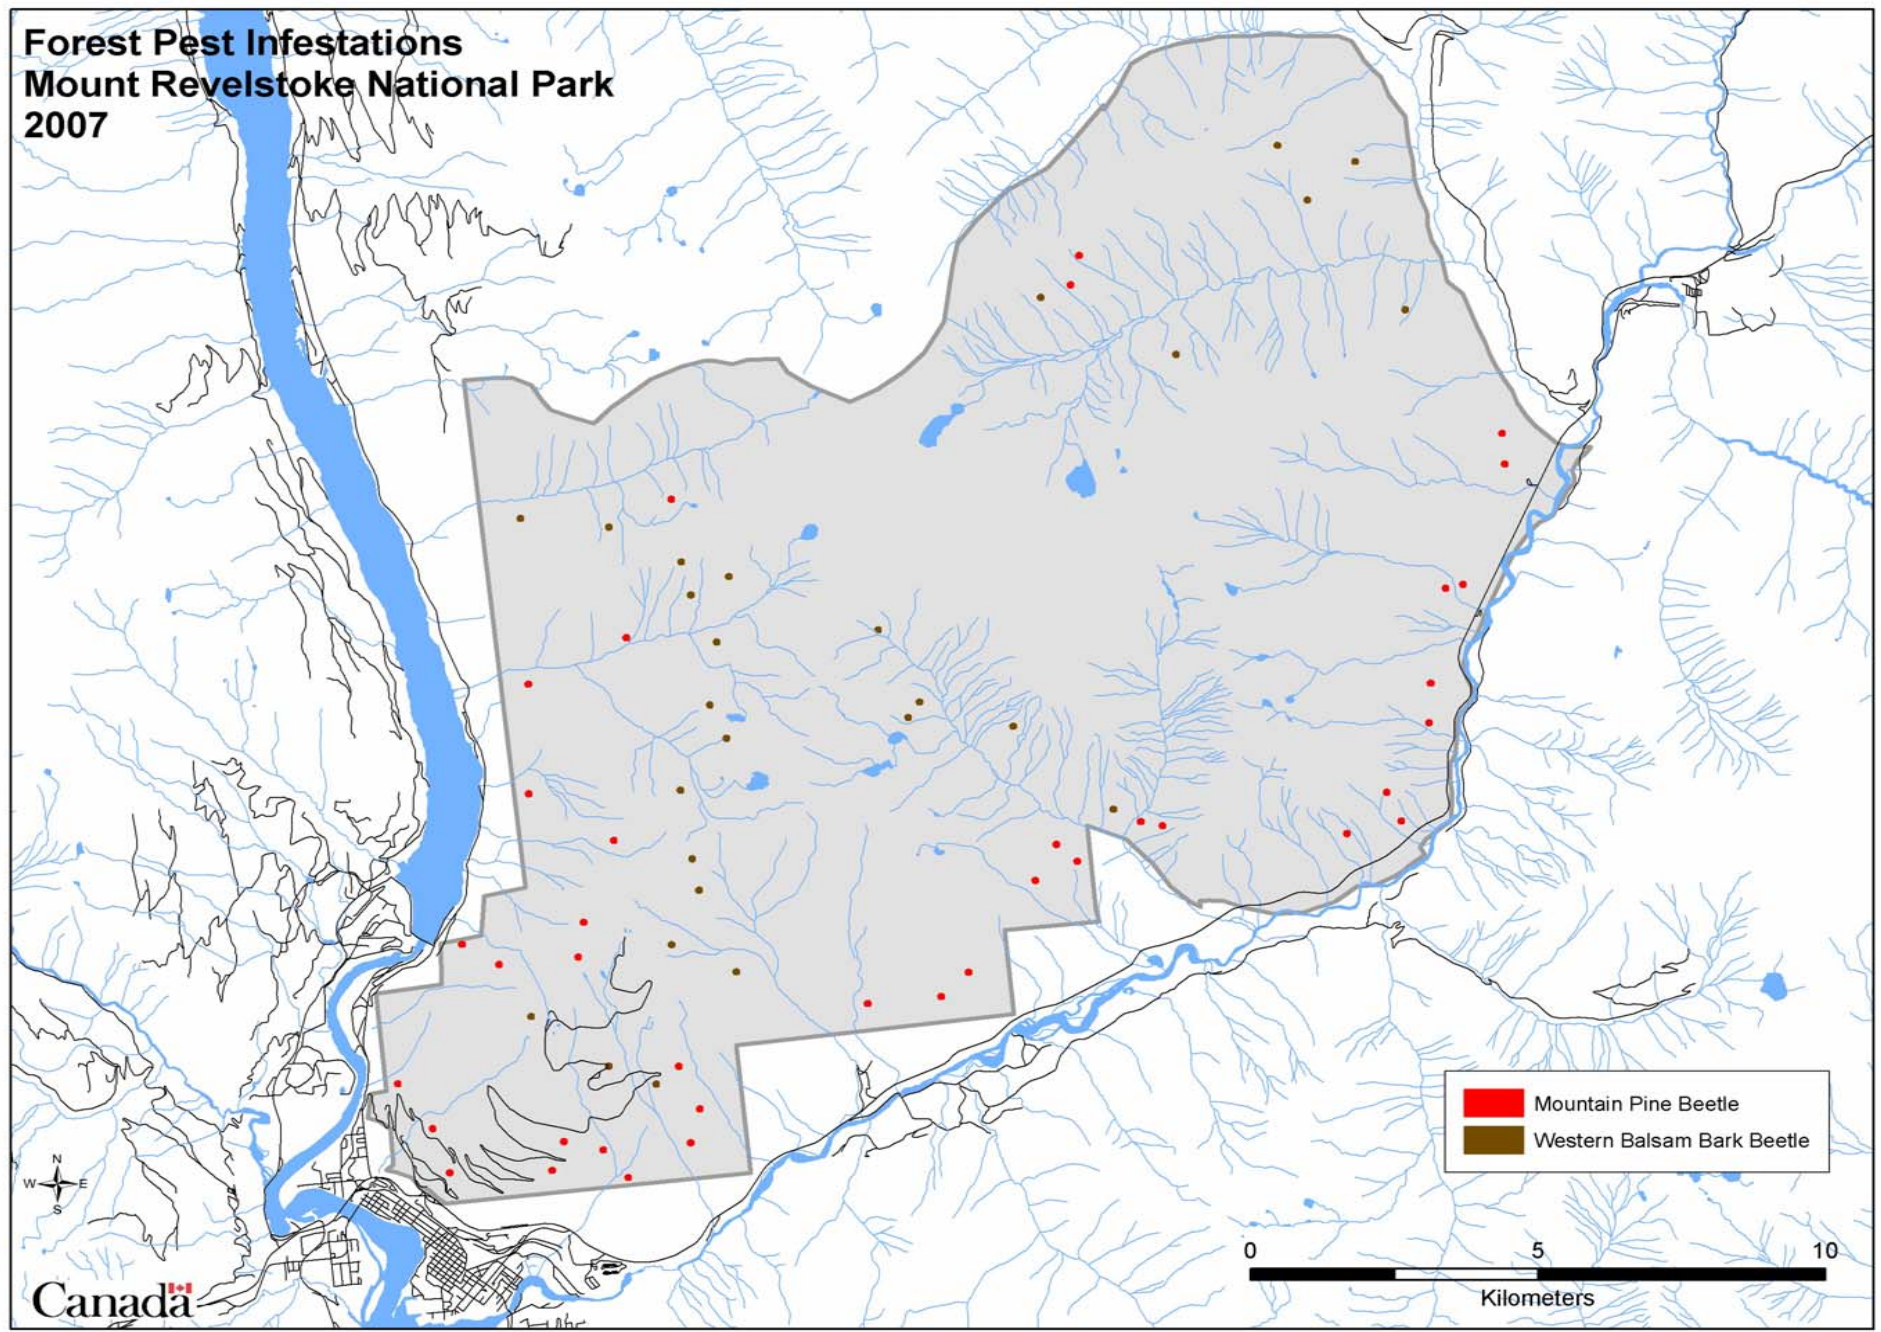 Forest Pest Infestations
Mount Revelstoke National Park
2007
Mountain Pine Beetle
Western Balsam Bark Beetle
N
W E
S
0 5 10
Kilometers
Canada